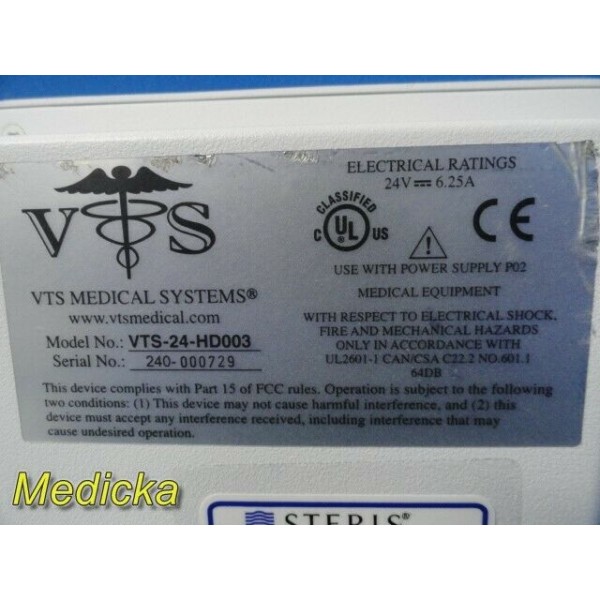 VTS
VTS MEDICAL SYSTEMS®
www.vtsmedical.com
Model No.: VTS-24-HD003
Serial No.: 240-000729
ELECTRICAL RATINGS
24V⎓ 6.25A
CLASSIFIED
C UL® US
CE
USE WITH POWER SUPPLY P02
MEDICAL EQUIPMENT
WITH RESPECT TO ELECTRICAL SHOCK,
FIRE AND MECHANICAL HAZARDS
ONLY IN ACCORDANCE WITH
UL2601-1 CAN/CSA C22.2 NO.601.1
64DB
This device complies with Part 15 of FCC rules. Operation is subject to the following
two conditions: (1) This device may not cause harmful interference, and (2) this
device must accept any interference received, including interference that may
cause undesired operation.
Medicka
STERIS®